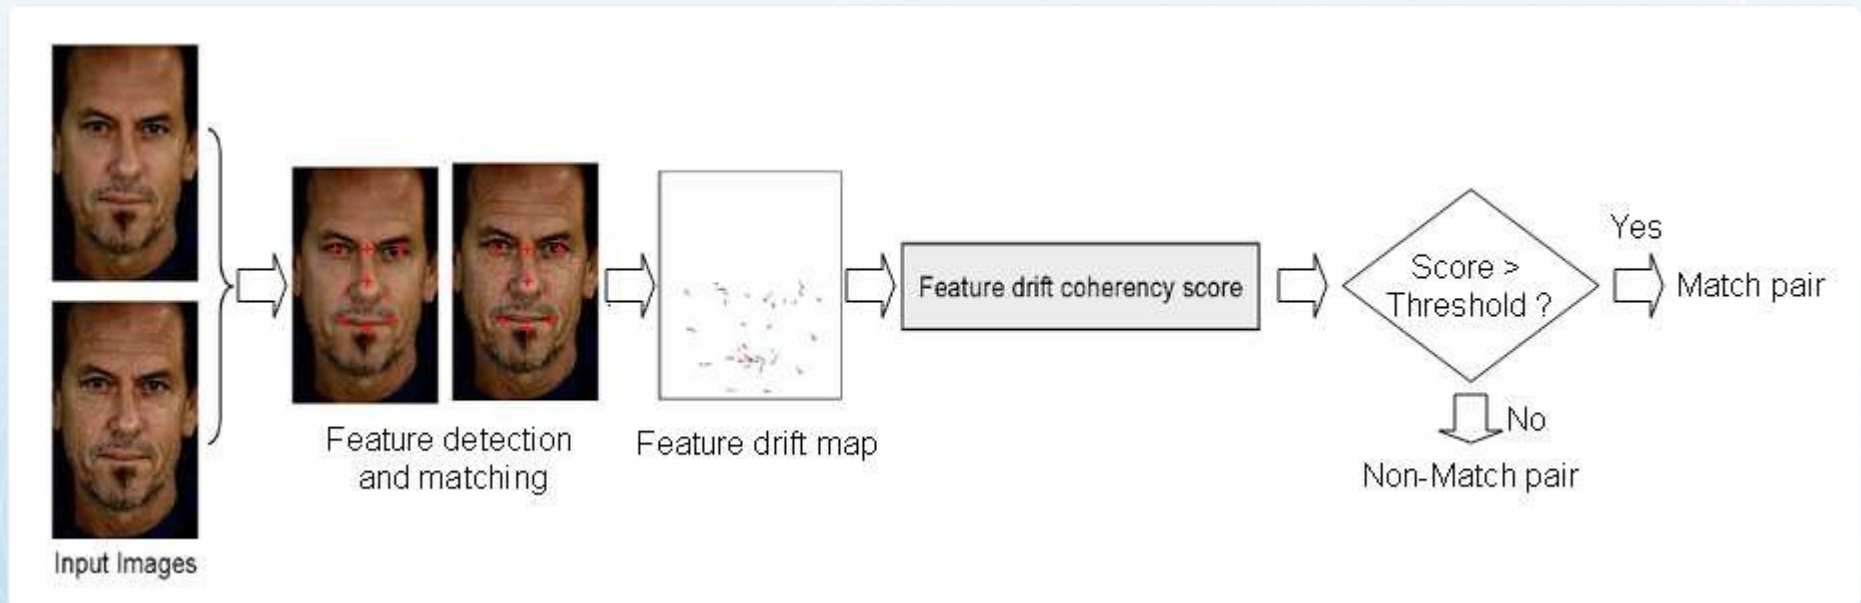 Input Images
Feature detection
and matching
Feature drift map
Feature drift coherency score
Score >
Threshold ?
Yes
Match pair
No
Non-Match pair